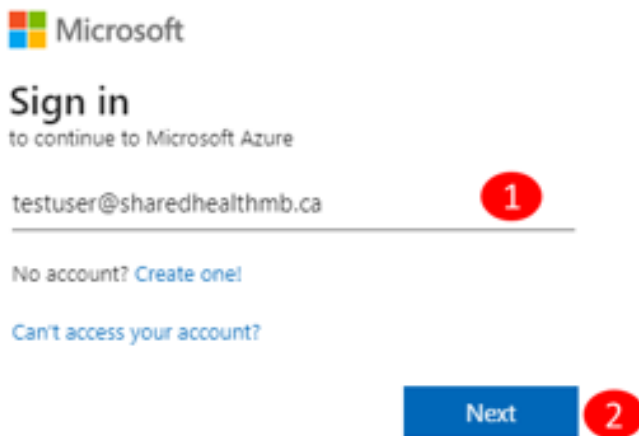 Microsoft
Sign in
to continue to Microsoft Azure
testuser@sharedhealthmb.ca 1
No account? Create one!
Can't access your account?
Next 2